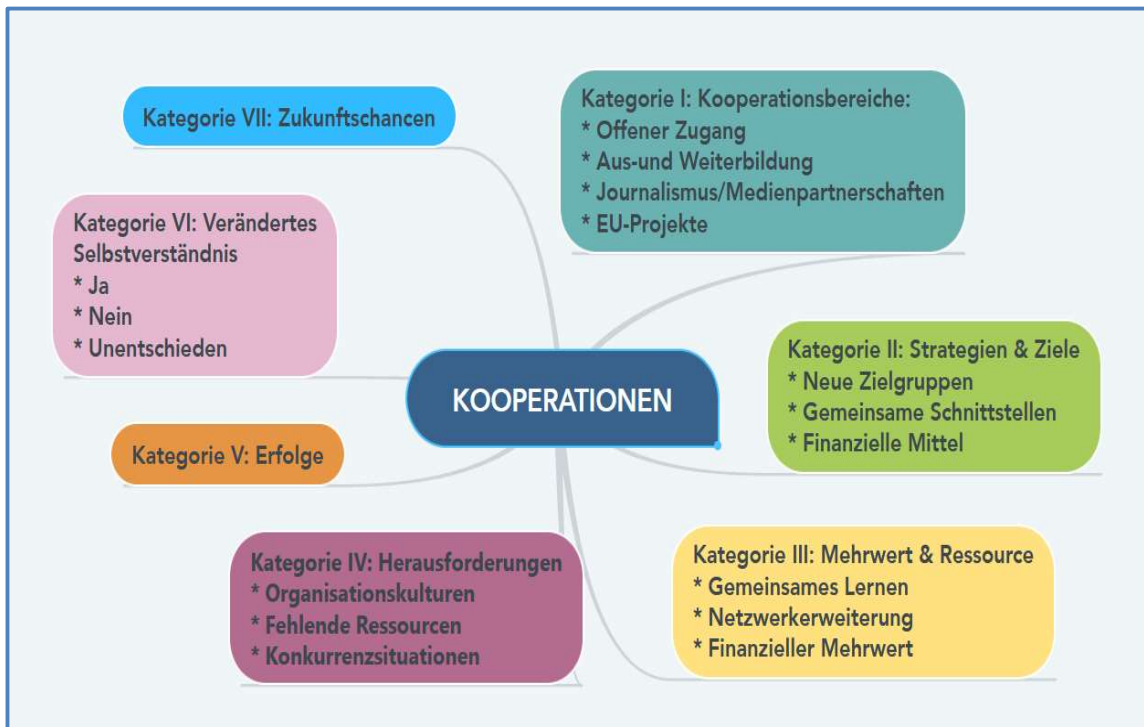 Kategorie VII: Zukunftschancen
Kategorie I: Kooperationsbereiche:
* Offener Zugang
* Aus-und Weiterbildung
* Journalismus/Medienpartnerschaften
* EU-Projekte
Kategorie VI: Verändertes
Selbstverständnis
* Ja
* Nein
* Unentschieden
KOOPERATIONEN
Kategorie II: Strategien & Ziele
* Neue Zielgruppen
* Gemeinsame Schnittstellen
* Finanzielle Mittel
Kategorie V: Erfolge
Kategorie IV: Herausforderungen
* Organisationskulturen
* Fehlende Ressourcen
* Konkurrenzsituationen
Kategorie III: Mehrwert & Ressource
* Gemeinsames Lernen
* Netzwerkerweiterung
* Finanzieller Mehrwert